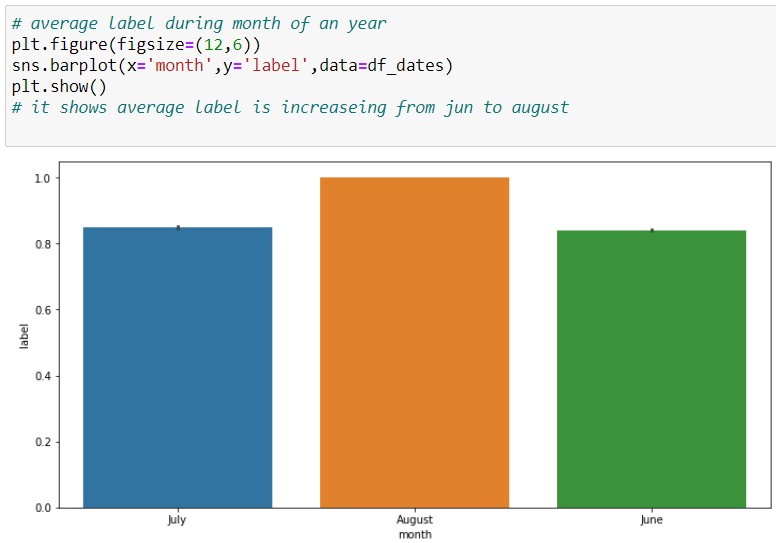 # average label during month of an year
plt.figure(figsize=(12,6))
sns.barplot(x='month',y='label',data=df_dates)
plt.show()
# it shows average label is increaseing from jun to august
1.0
0.8
0.6
0.4
0.2
0.0
label
July August June
month